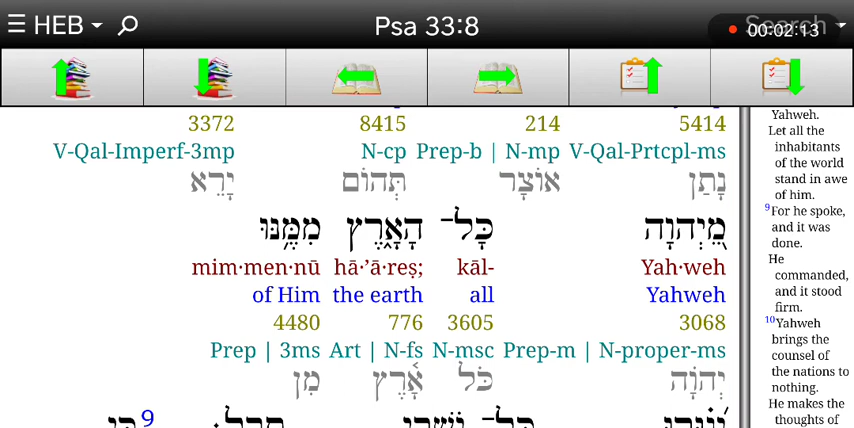 ☰ HEB Psa 33:8 Search
00:02:13
3372 8415 214 5414
V-Qal-Imperf-3mp N-cp Prep-b | N-mp V-Qal-Prtcpl-ms
יָרֵא תְּהוֹם אוֹצָר נָתַן
מֵ֭יְהוָה כָּל־ הָאָ֑רֶץ מִמֶּ֥נּוּ
mim·men·nū hā·’ā·reṣ; kāl- Yah·weh
of Him the earth all Yahweh
4480 776 3605 3068
Prep | 3ms Art | N-fs N-msc Prep-m | N-proper-ms
יְהֹוָה כֹּל אֶ֫רֶץ מִן
9
Yahweh.
Let all the
inhabitants
of the world
stand in awe
of him.
9For he spoke,
and it was
done.
He
commanded,
and it stood
firm.
10Yahweh
brings the
counsel of
the nations to
nothing.
He makes the
thoughts of